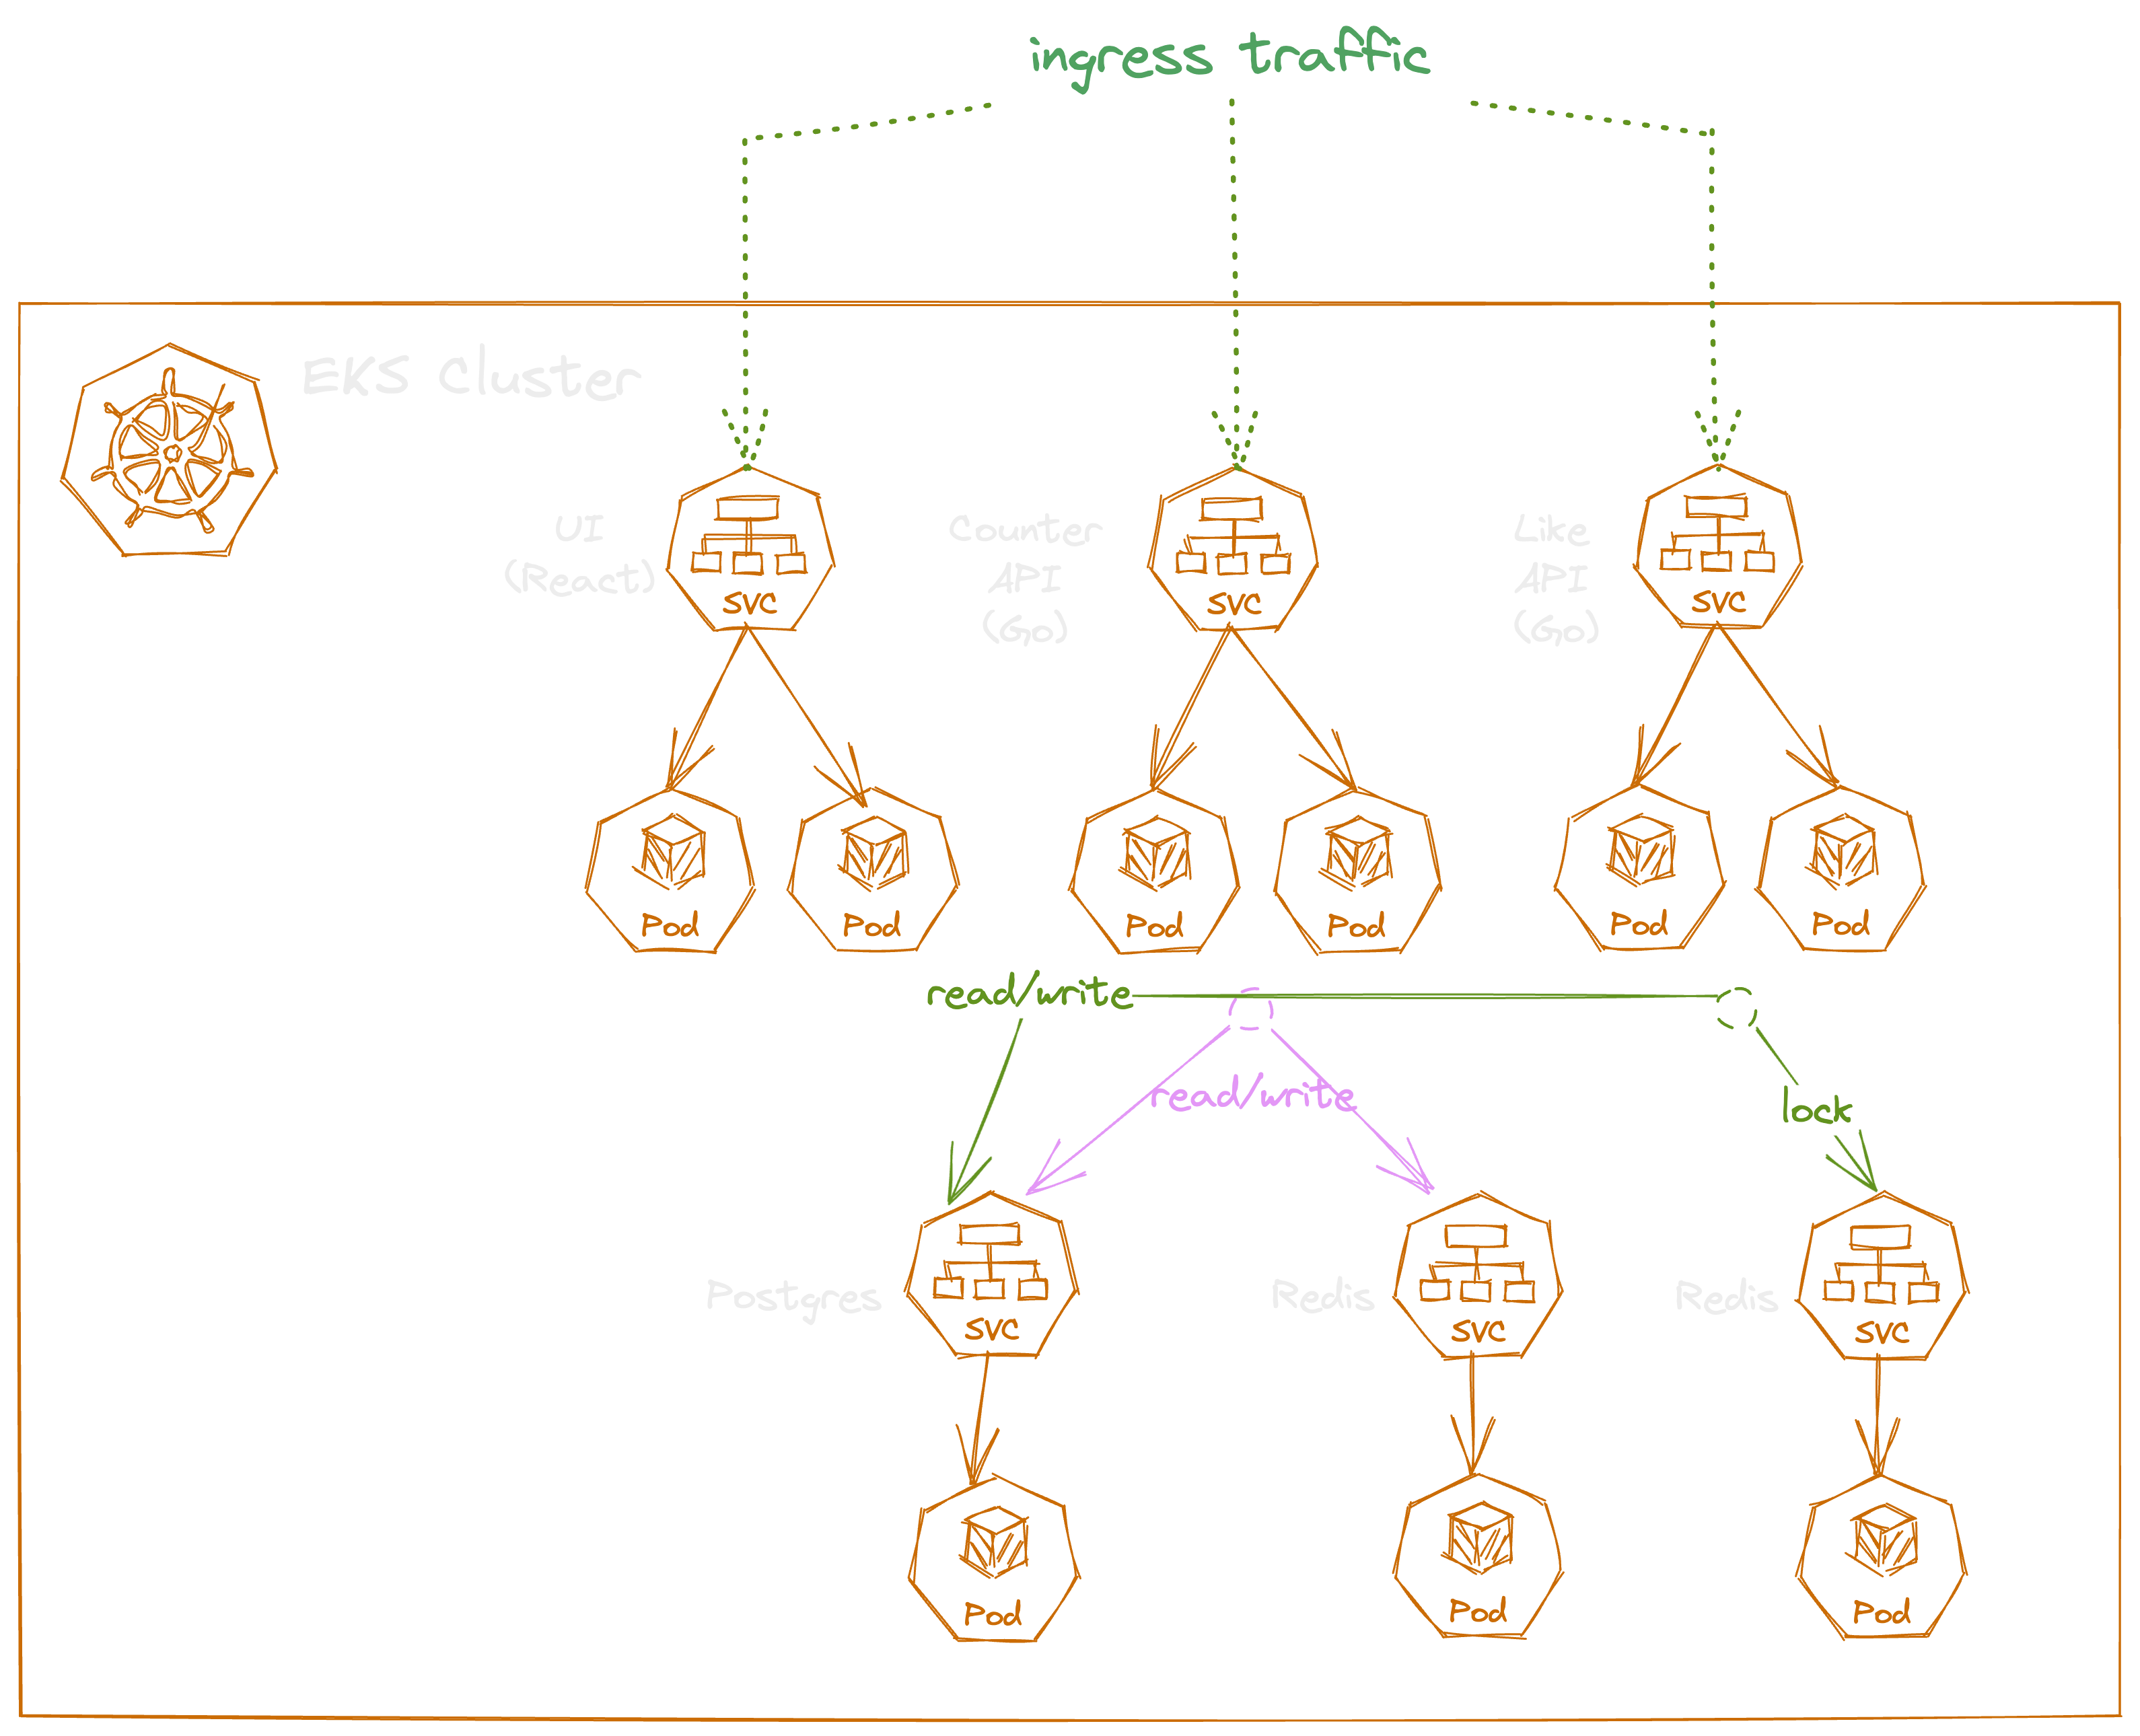 ingress traffic
EKS Cluster
UI
(React)
svc
Counter
API
(Go)
svc
Like
API
(Go)
svc
Pod
Pod
Pod
Pod
Pod
Pod
read/write
read/write
lock
Postgres
svc
Redis
svc
Redis
svc
Pod
Pod
Pod